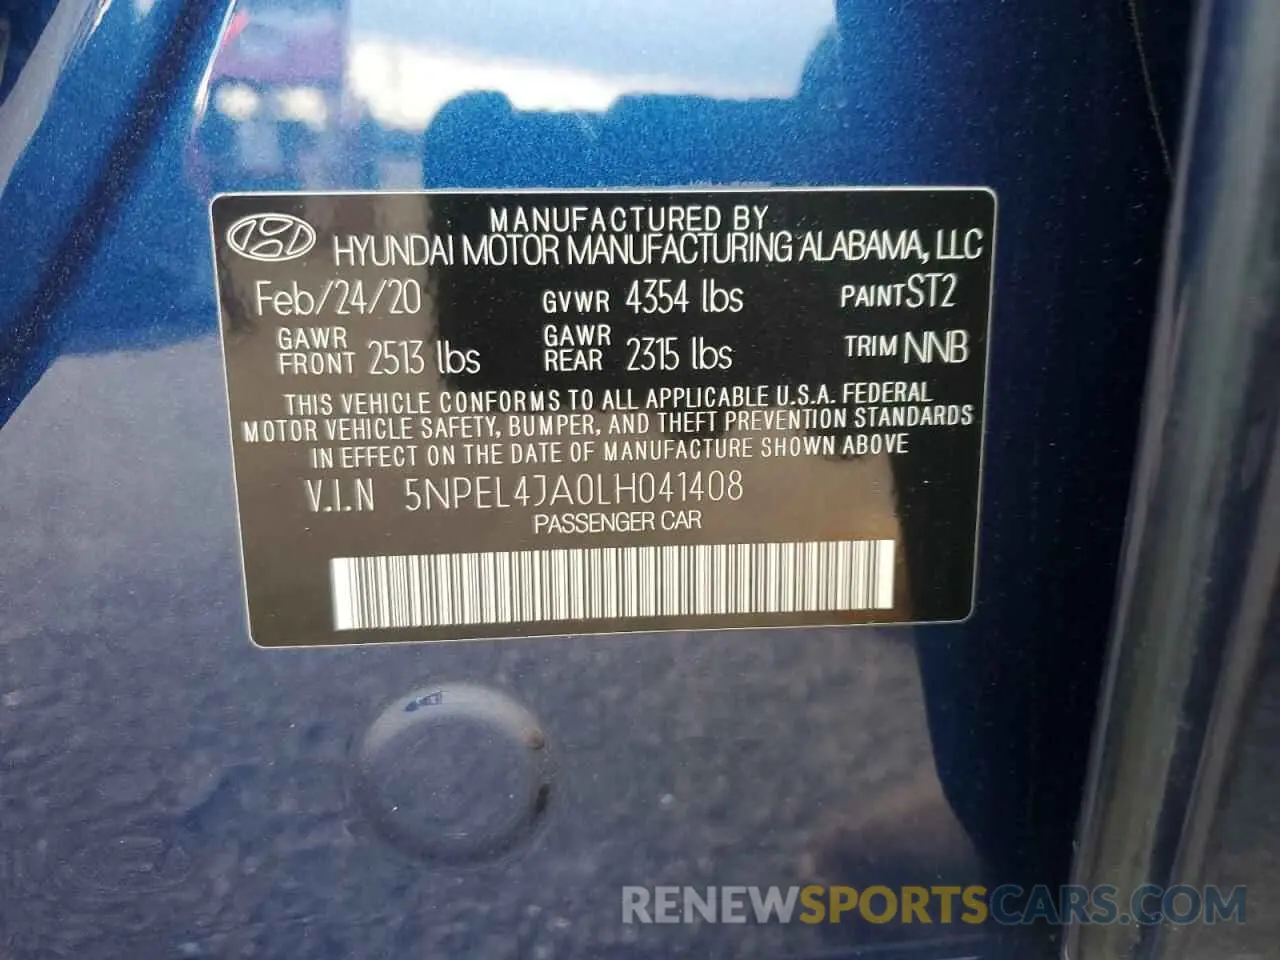 MANUFACTURED BY
HYUNDAI MOTOR MANUFACTURING ALABAMA, LLC
Feb/24/20 GVWR 4354 lbs PAINT ST2
GAWR FRONT 2513 lbs GAWR REAR 2315 lbs TRIM NNB
THIS VEHICLE CONFORMS TO ALL APPLICABLE U.S.A. FEDERAL
MOTOR VEHICLE SAFETY, BUMPER, AND THEFT PREVENTION STANDARDS
IN EFFECT ON THE DATE OF MANUFACTURE SHOWN ABOVE
V.I.N 5NPEL4JA0LH041408
PASSENGER CAR
RENEWSPORTSCARS.COM